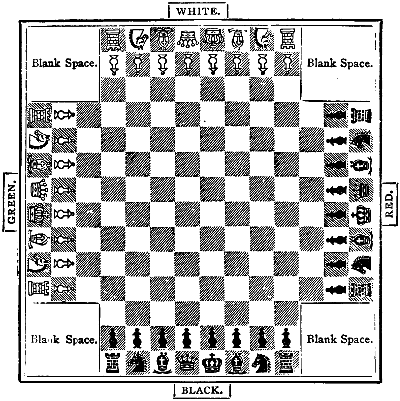 WHITE.
Blank Space.
Blank Space.
GREEN.
RED.
Blank Space.
Blank Space.
BLACK.